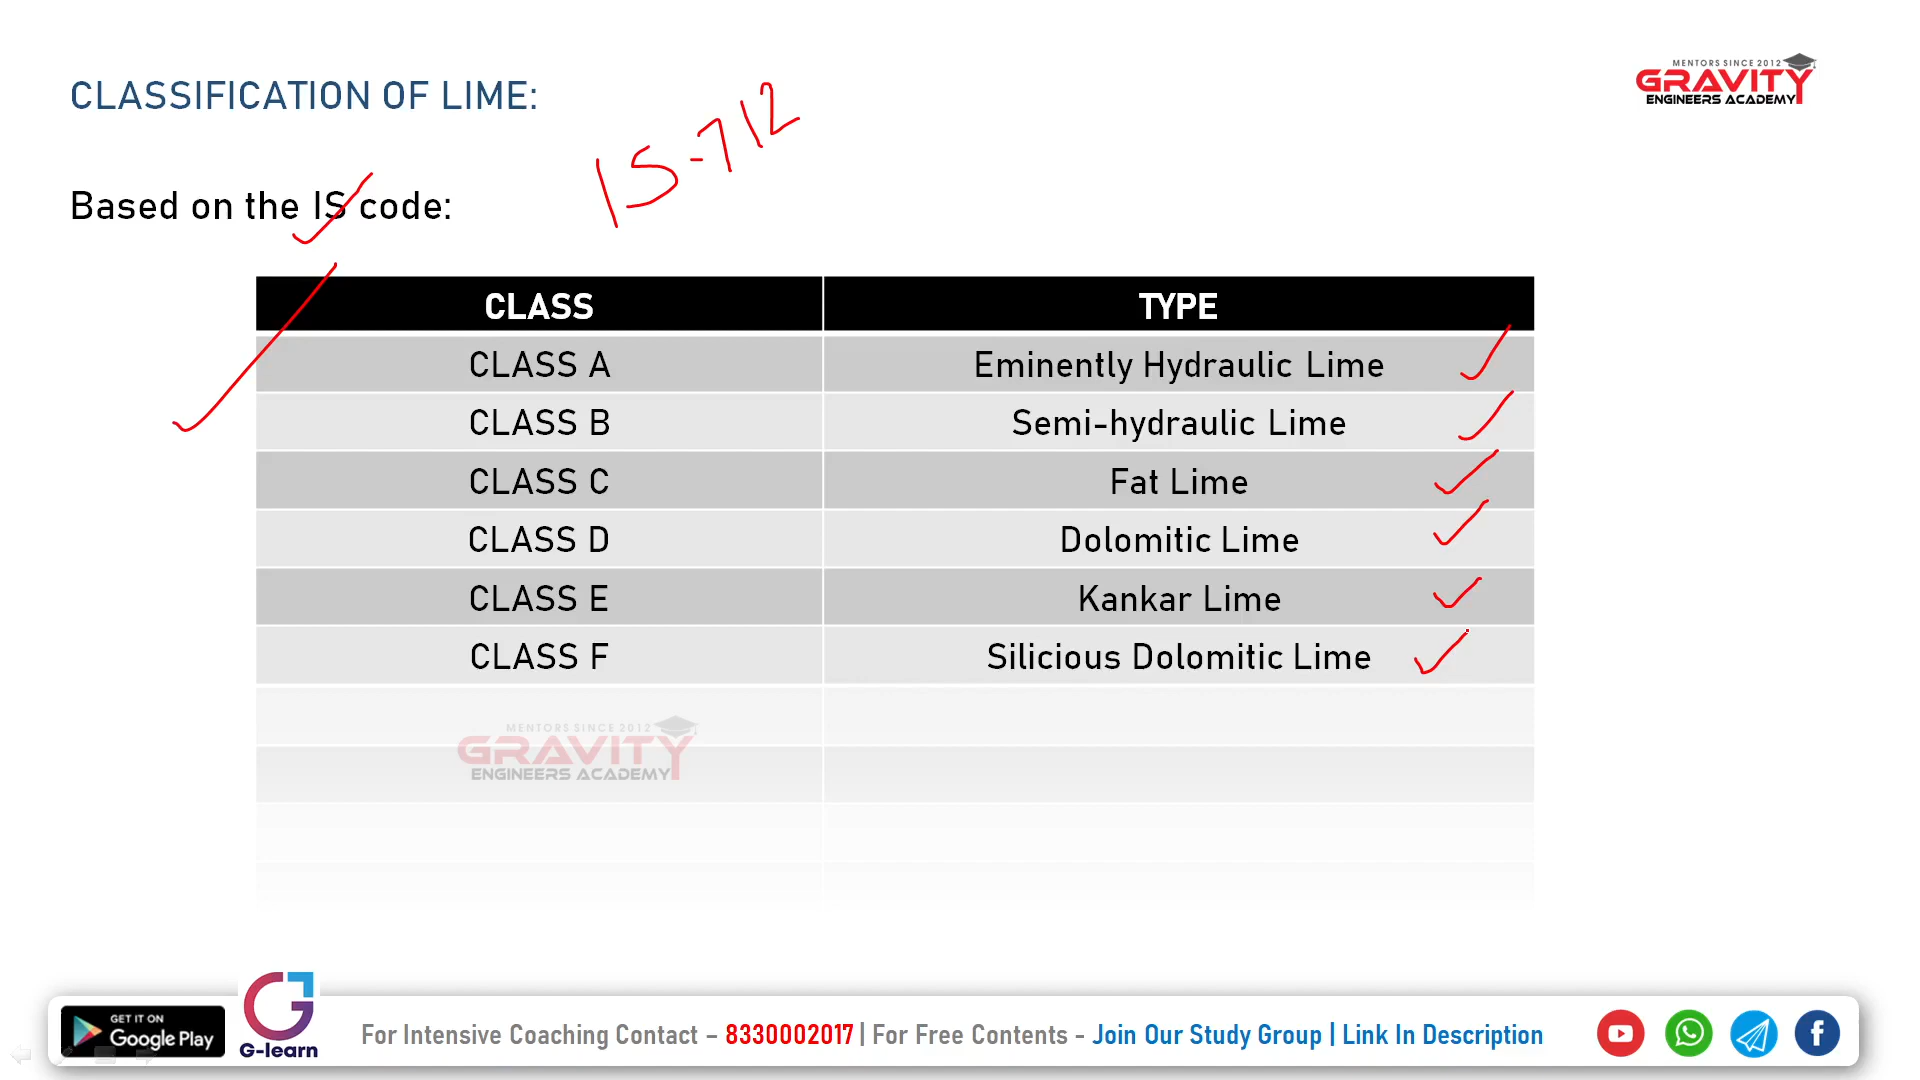 MENTORS SINCE 2012
GRAVITY
ENGINEERS ACADEMY
CLASSIFICATION OF LIME:
IS-712
Based on the IS code:
CLASS TYPE
CLASS A Eminently Hydraulic Lime
CLASS B Semi-hydraulic Lime
CLASS C Fat Lime
CLASS D Dolomitic Lime
CLASS E Kankar Lime
CLASS F Silicious Dolomitic Lime
MENTORS SINCE 2012
GRAVITY
ENGINEERS ACADEMY
GET IT ON
Google Play
G-learn
For Intensive Coaching Contact – 8330002017 | For Free Contents - Join Our Study Group | Link In Description